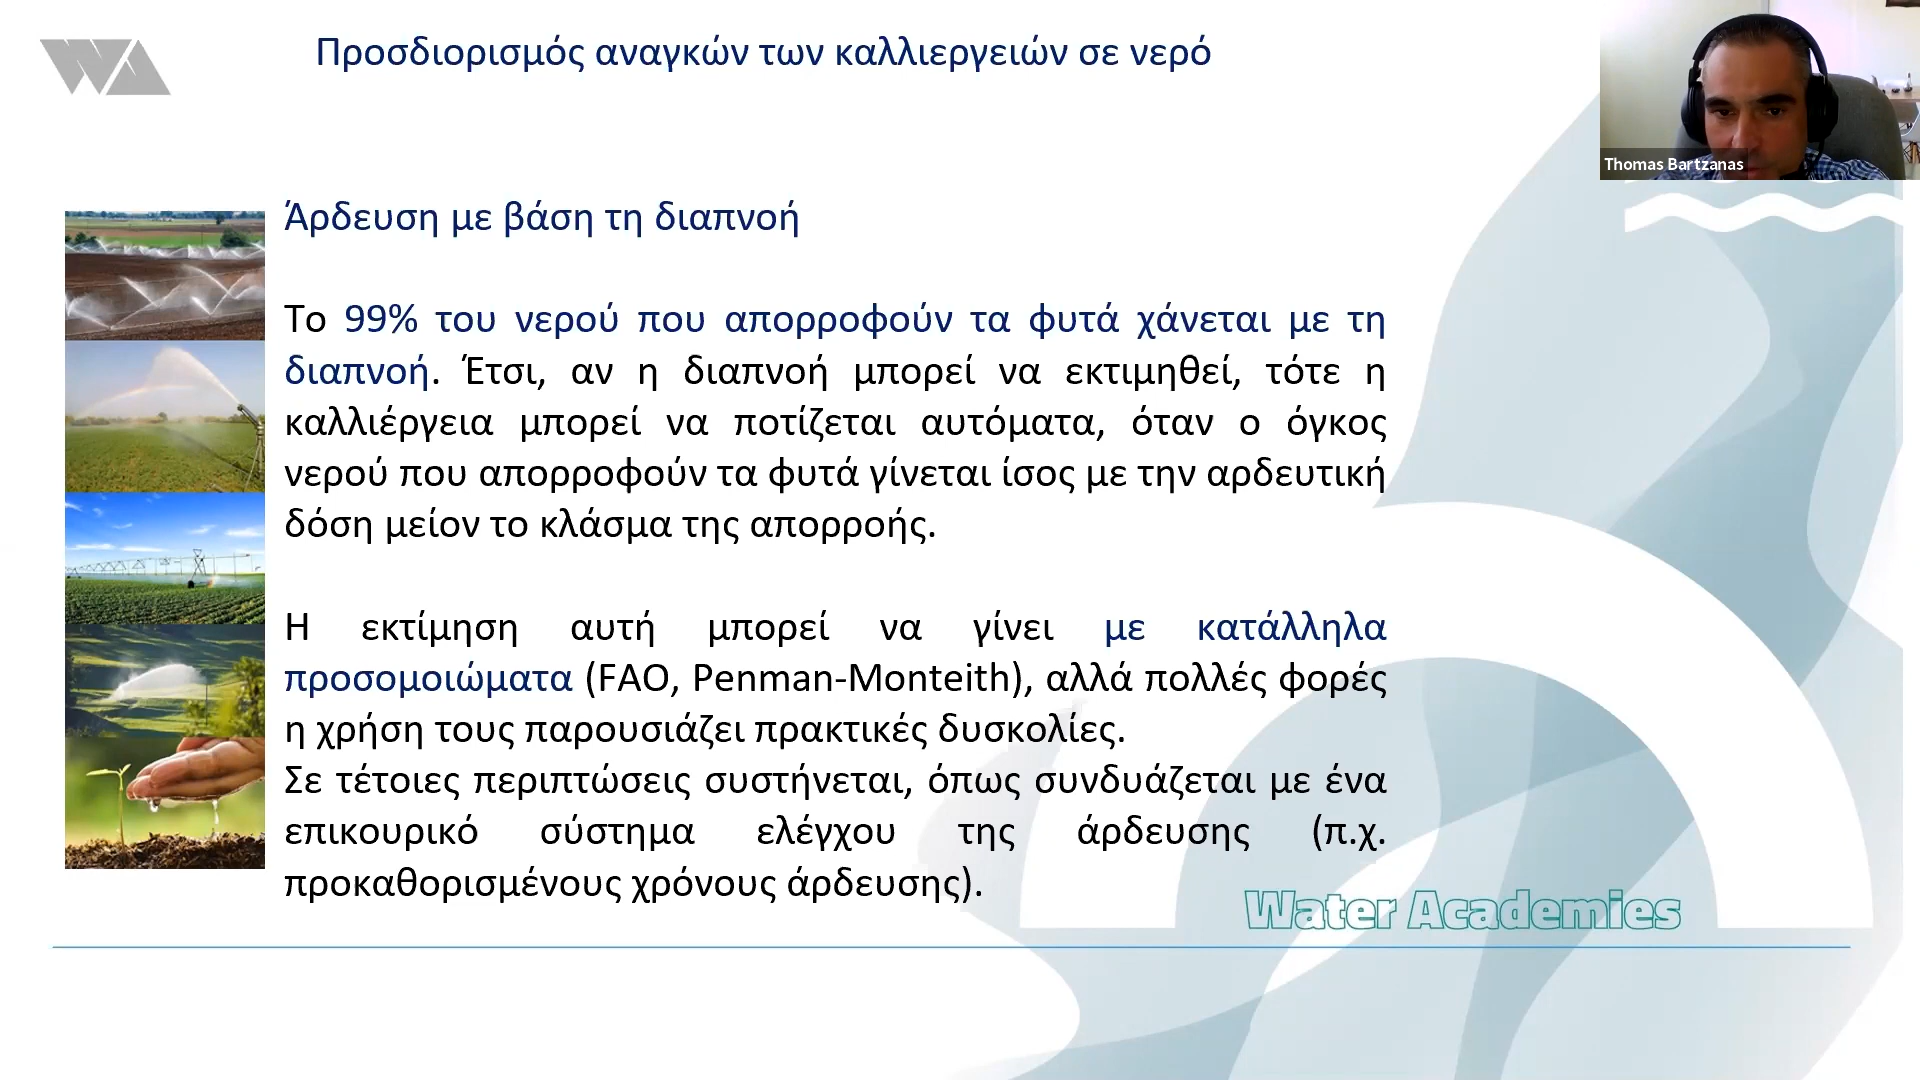 WA
Προσδιορισμός αναγκών των καλλιεργειών σε νερό
Thomas Bartzanas
Άρδευση με βάση τη διαπνοή
Το 99% του νερού που απορροφούν τα φυτά χάνεται με τη
διαπνοή. Έτσι, αν η διαπνοή μπορεί να εκτιμηθεί, τότε η
καλλιέργεια μπορεί να ποτίζεται αυτόματα, όταν ο όγκος
νερού που απορροφούν τα φυτά γίνεται ίσος με την αρδευτική
δόση μείον το κλάσμα της απορροής.
Η εκτίμηση αυτή μπορεί να γίνει με κατάλληλα
προσομοιώματα (FAO, Penman-Monteith), αλλά πολλές φορές
η χρήση τους παρουσιάζει πρακτικές δυσκολίες.
Σε τέτοιες περιπτώσεις συστήνεται, όπως συνδυάζεται με ένα
επικουρικό σύστημα ελέγχου της άρδευσης (π.χ.
προκαθορισμένους χρόνους άρδευσης).
Water Academies